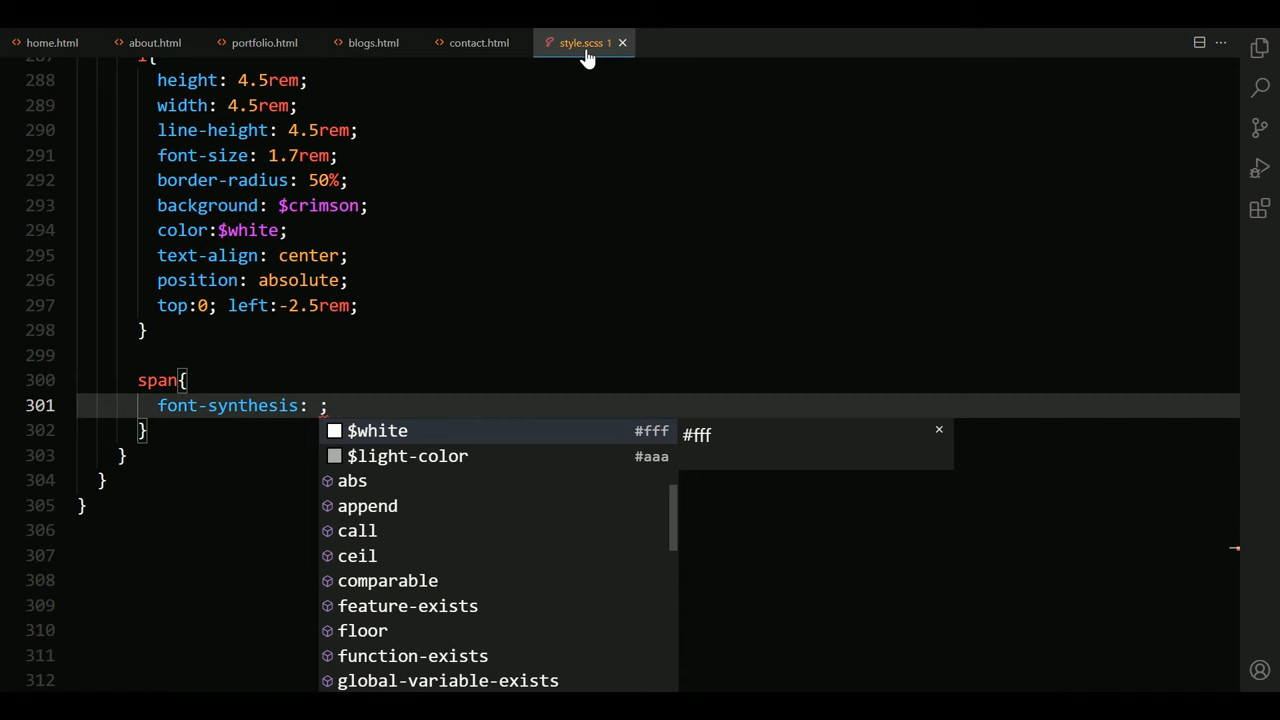 home.html about.html portfolio.html blogs.html contact.html style.scss 1
287 i{
288 height: 4.5rem;
289 width: 4.5rem;
290 line-height: 4.5rem;
291 font-size: 1.7rem;
292 border-radius: 50%;
293 background: $crimson;
294 color:$white;
295 text-align: center;
296 position: absolute;
297 top:0; left:-2.5rem;
298 }
299
300 span{
301 font-synthesis: ;
302 }
$white #fff #fff
303 }
$light-color #aaa
304 }
abs
305 }
append
306
call
307
ceil
308
comparable
309
feature-exists
310
floor
311
function-exists
312
global-variable-exists